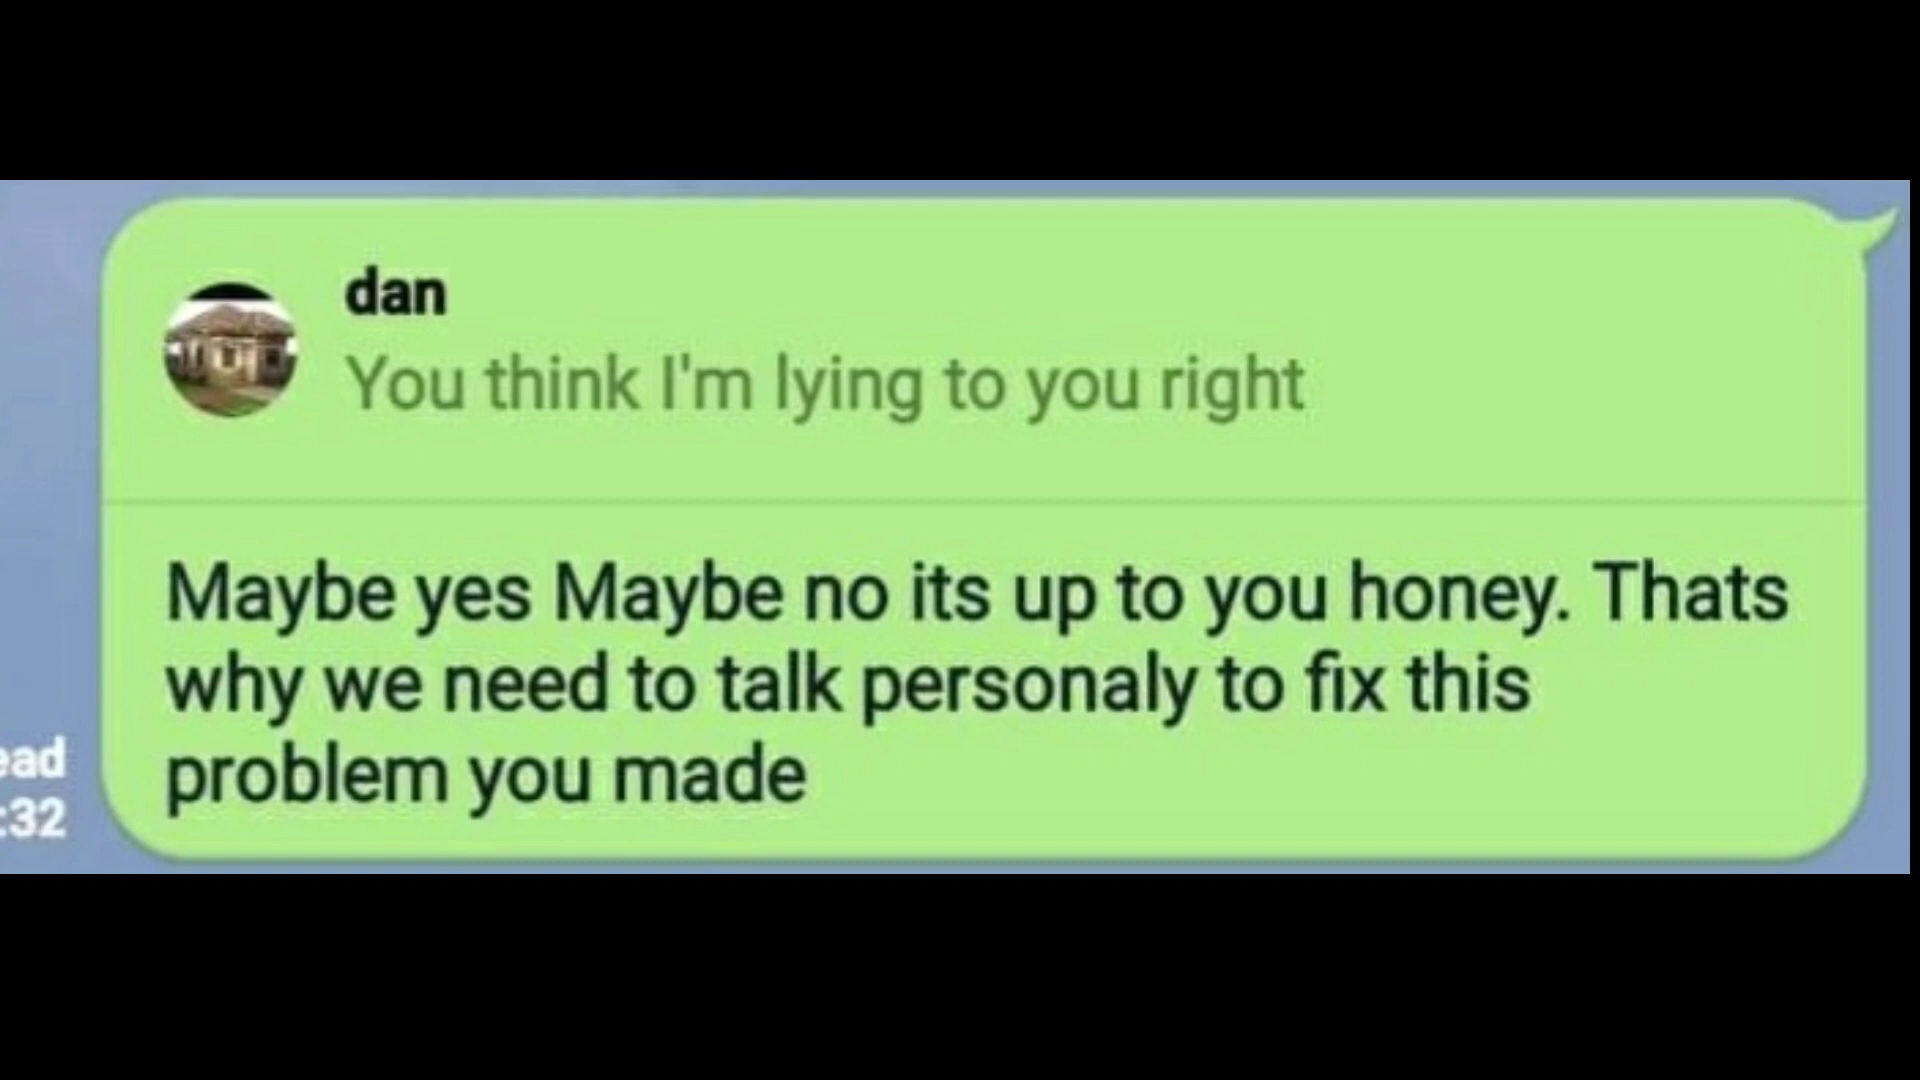 dan
You think I'm lying to you right
Maybe yes Maybe no its up to you honey. Thats
why we need to talk personaly to fix this
problem you made
ead
:32